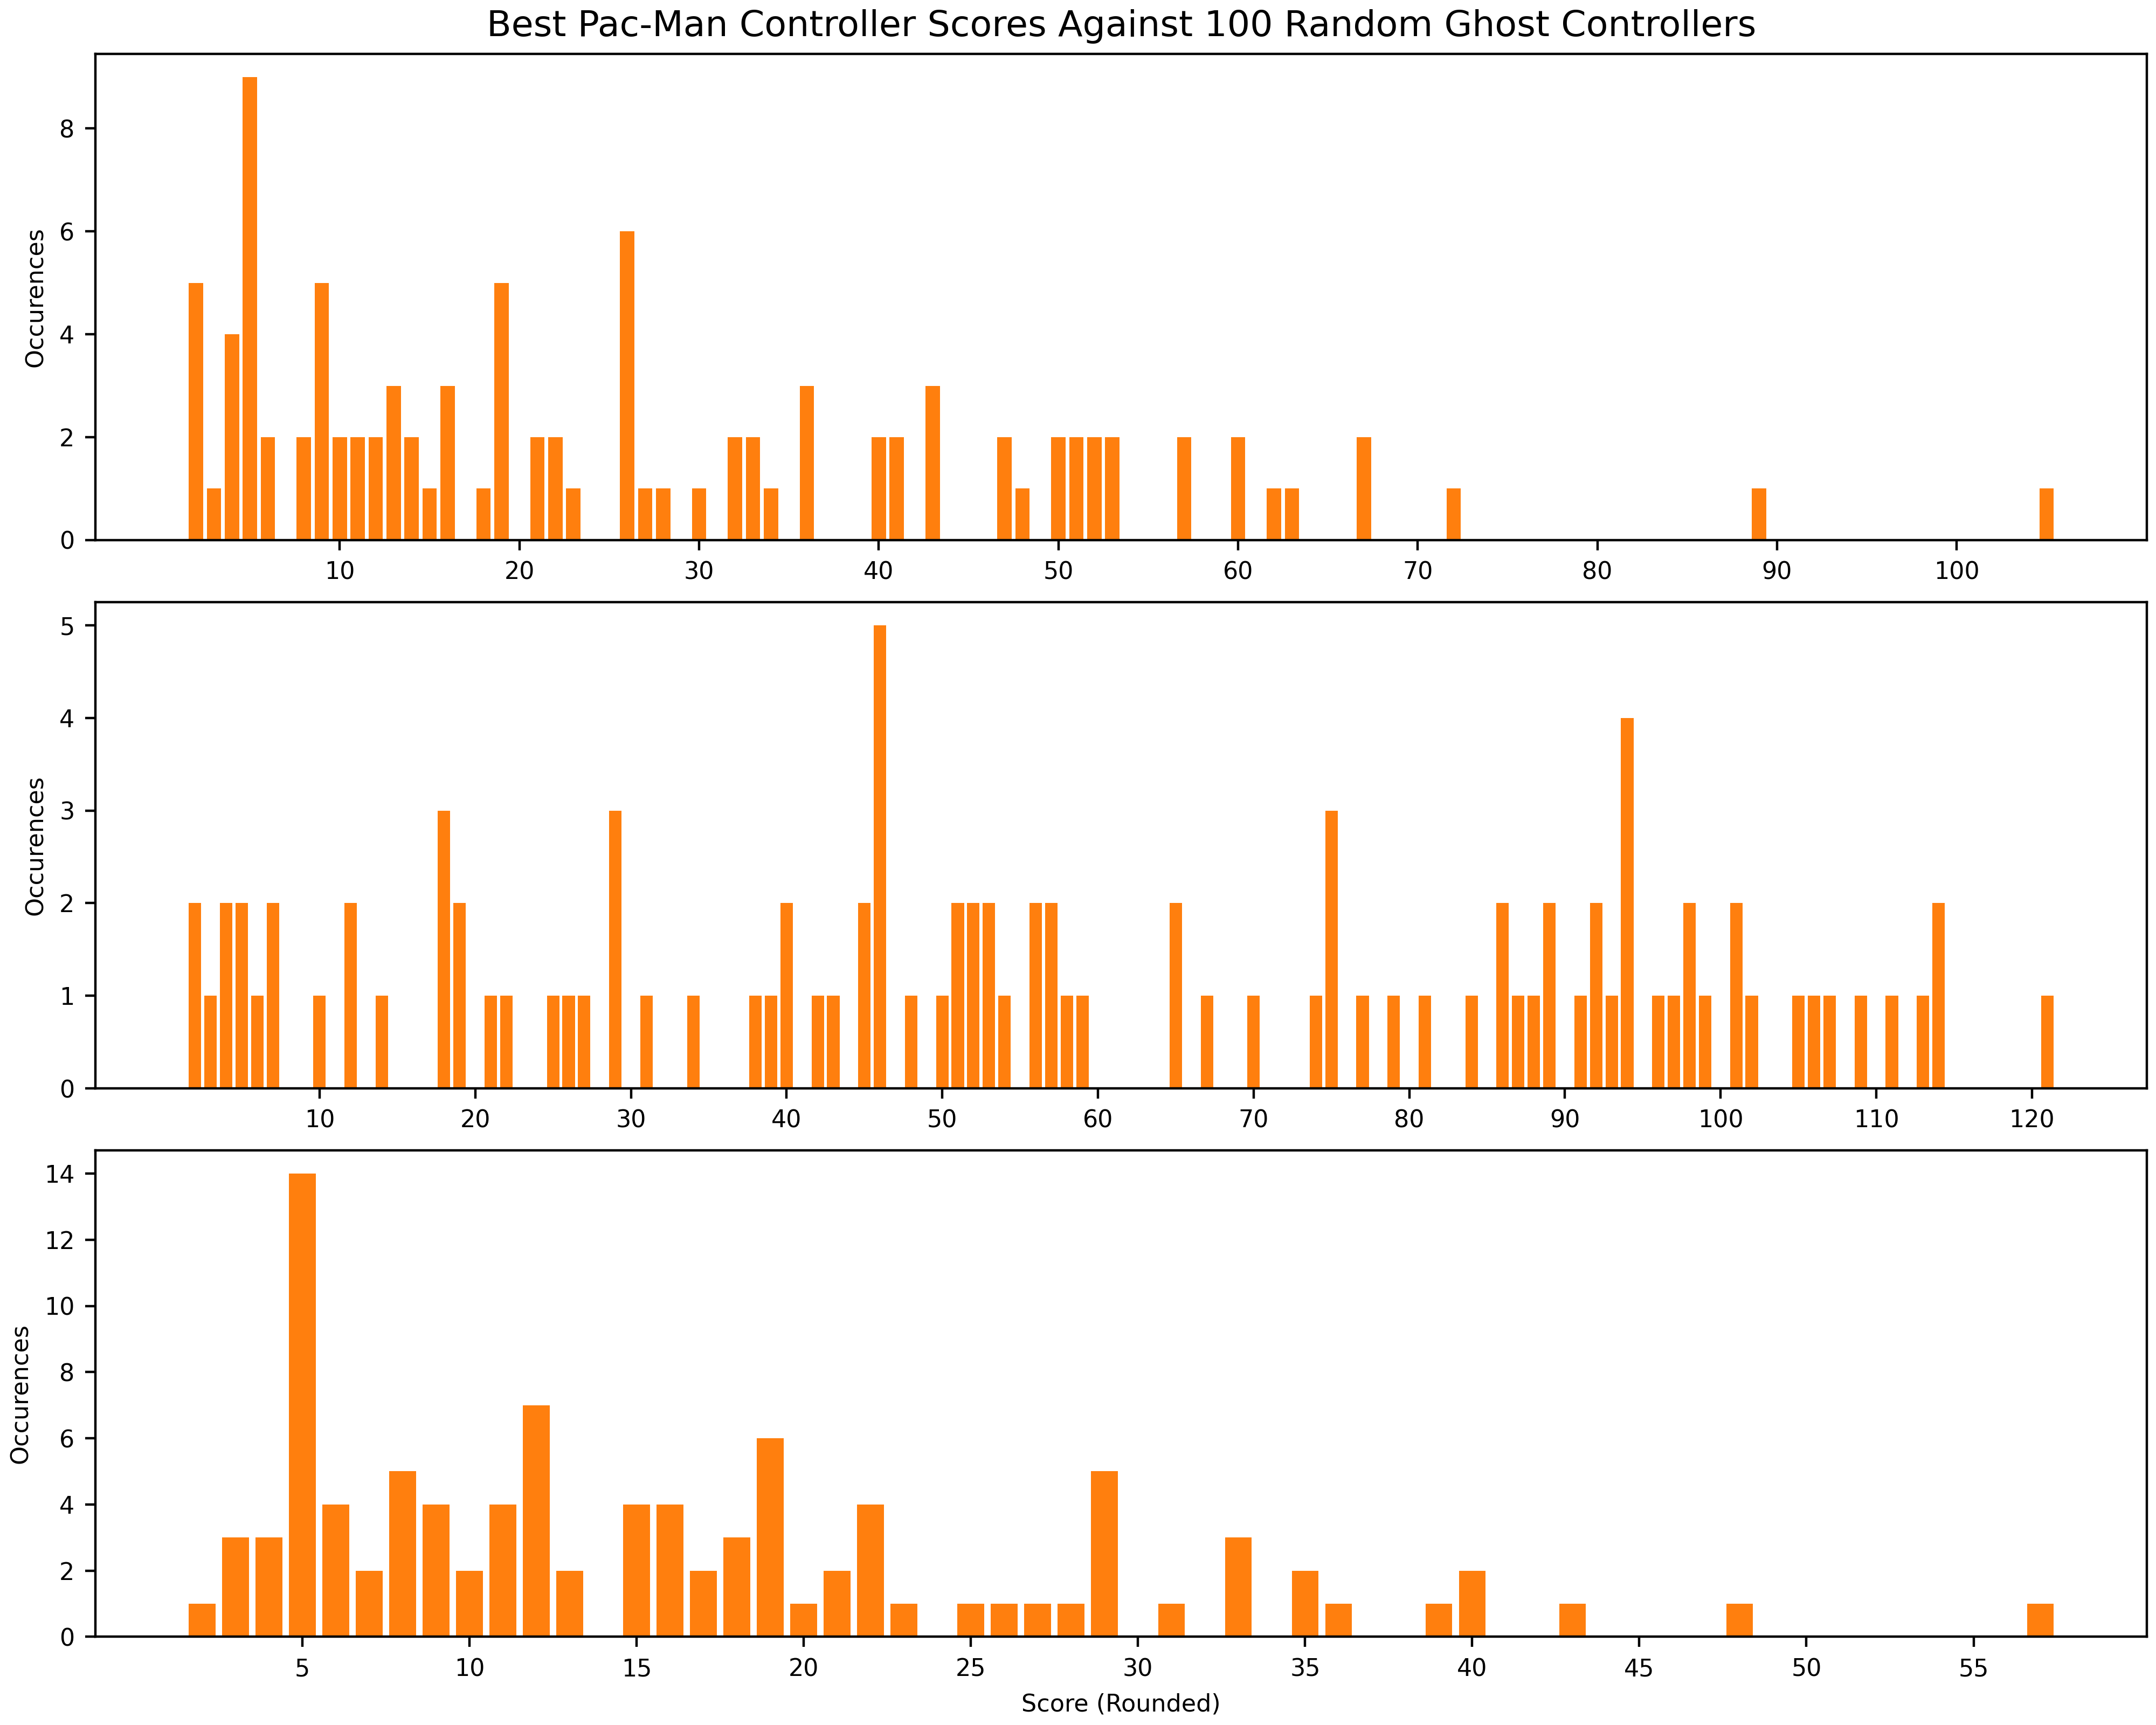 Best Pac-Man Controller Scores Against 100 Random Ghost Controllers
Occurences
8
6
4
2
0
10 20 30 40 50 60 70 80 90 100
Occurences
5
4
3
2
1
0
10 20 30 40 50 60 70 80 90 100 110 120
Occurences
14
12
10
8
6
4
2
0
5 10 15 20 25 30 35 40 45 50 55
Score (Rounded)